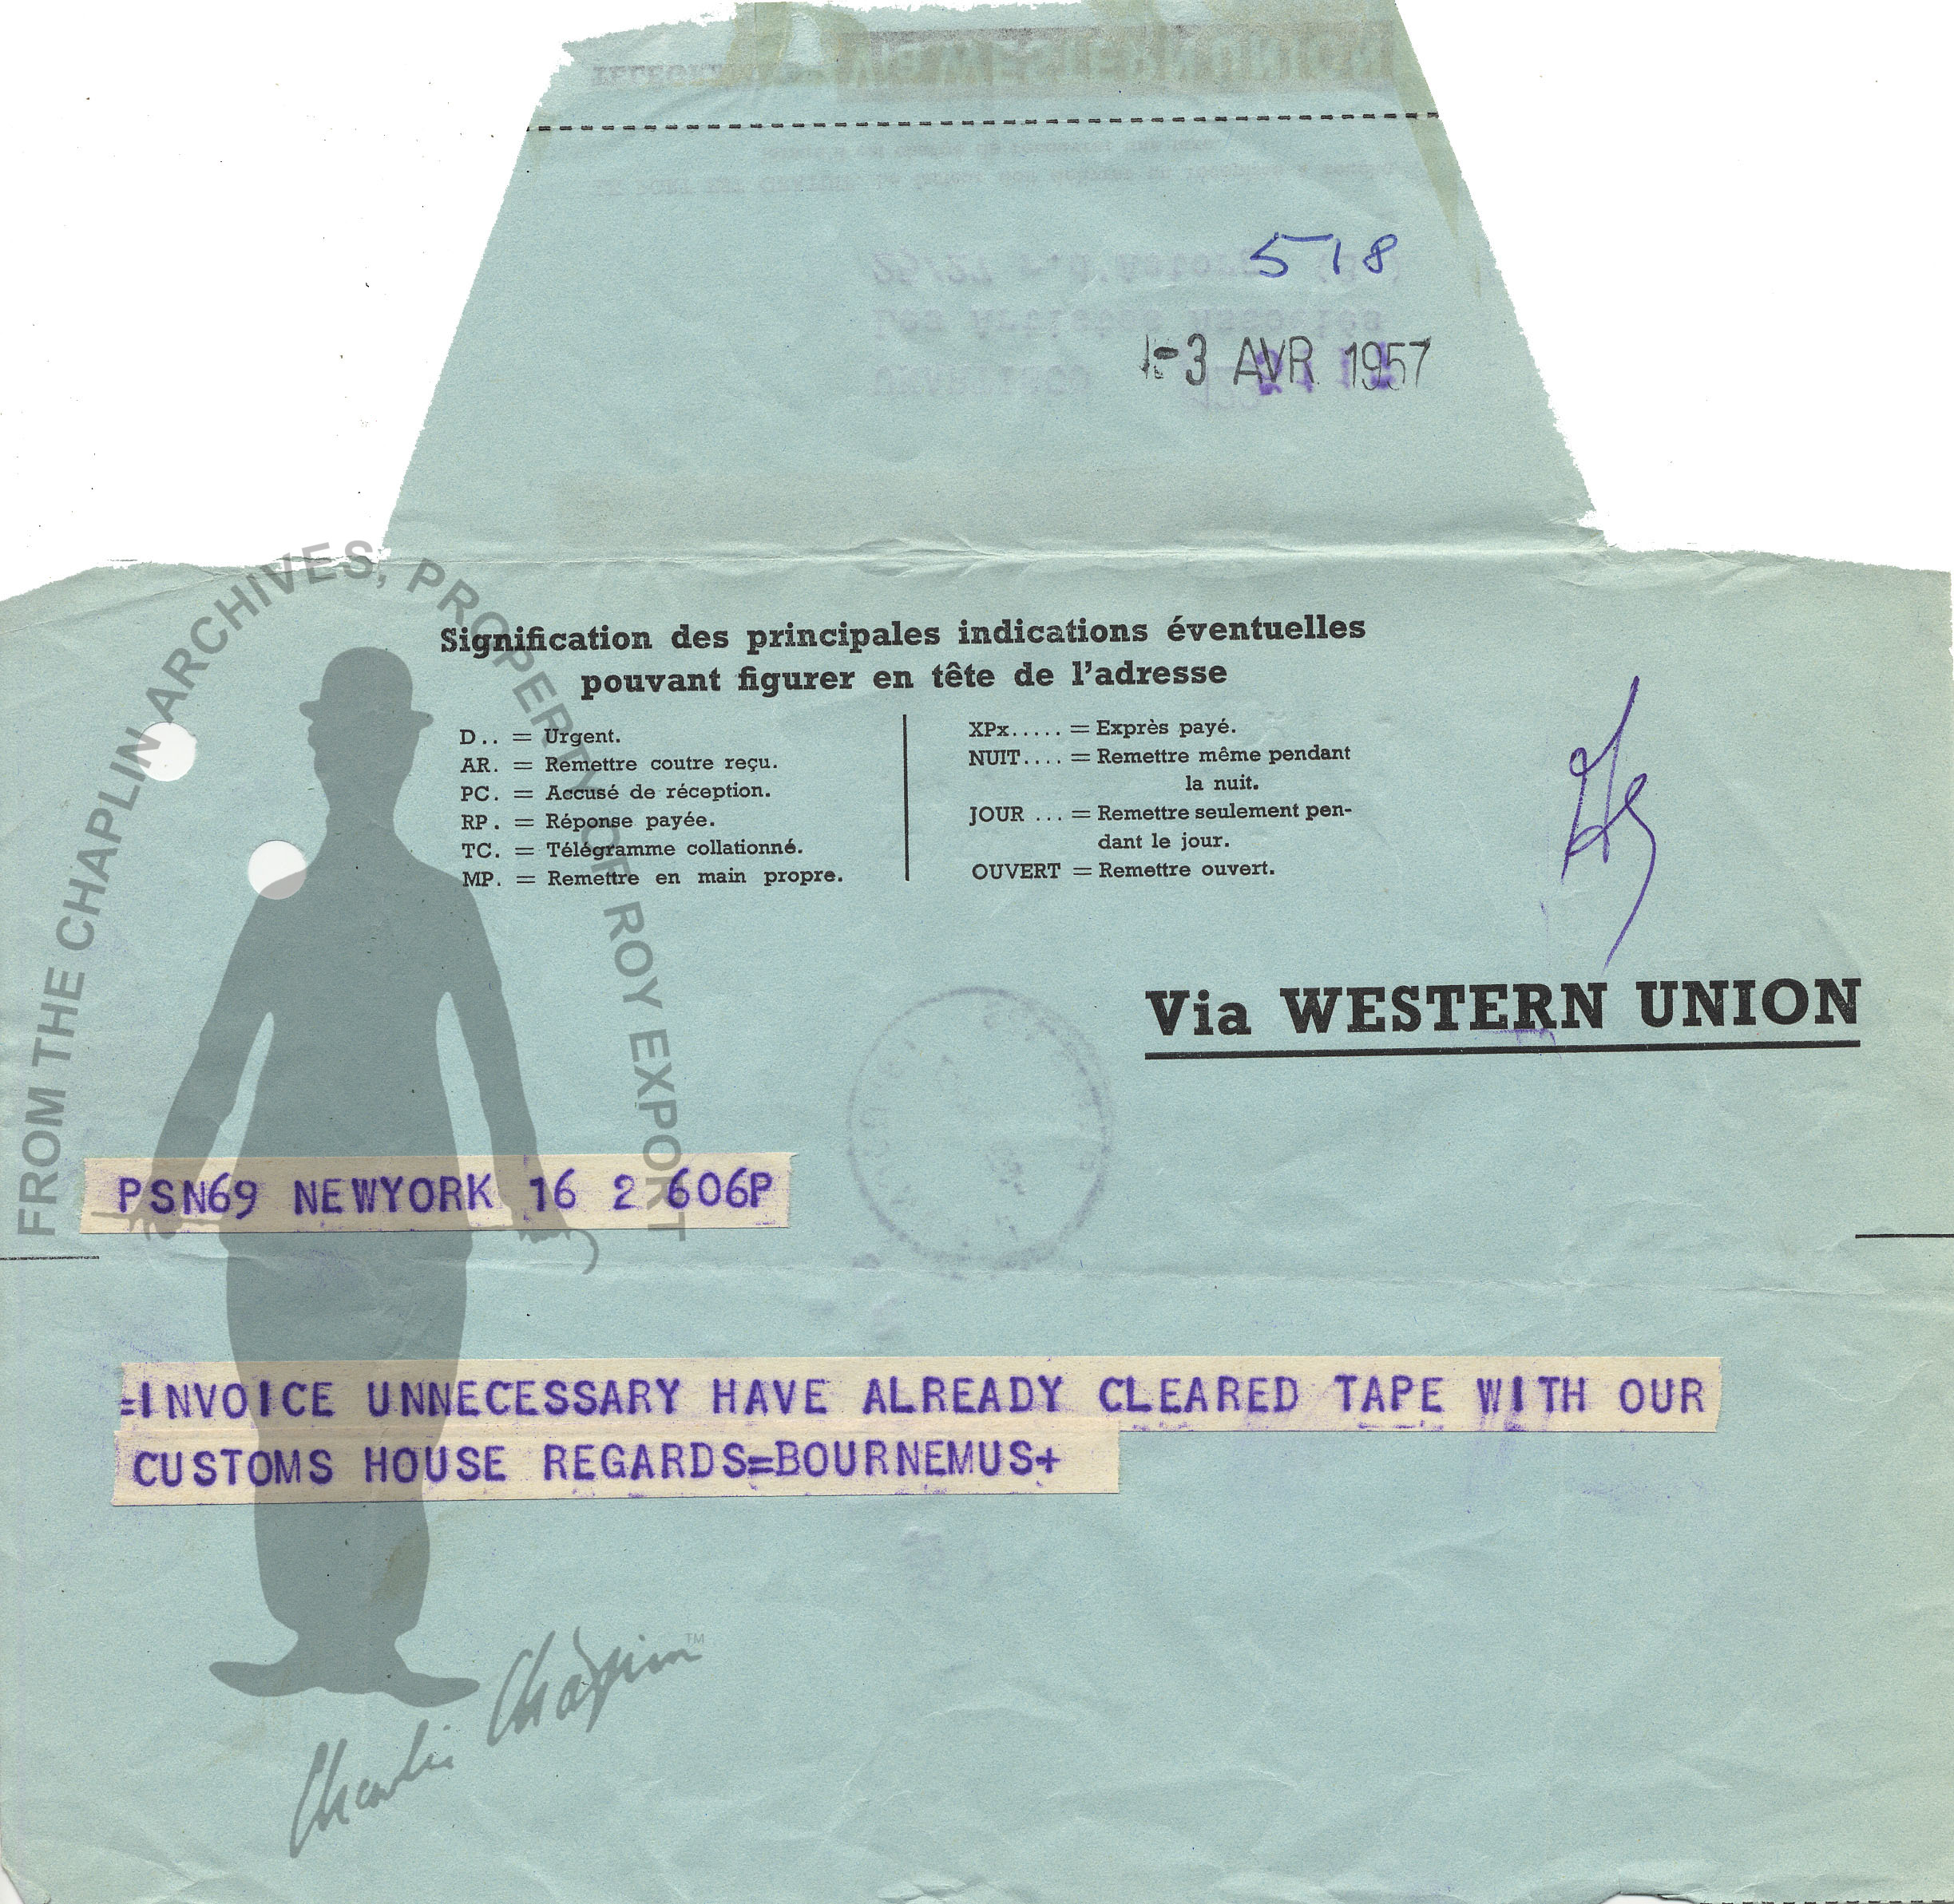 518
-3 AVR 1957
FROM THE CHAPLIN ARCHIVES, PROPERTY OF ROY EXPORT
Signification des principales indications éventuelles
pouvant figurer en tête de l'adresse
D.. = Urgent.
AR. = Remettre coutre reçu.
PC. = Accusé de réception.
RP. = Réponse payée.
TC. = Télégramme collationné.
MP. = Remettre en main propre.
XPx..... = Exprès payé.
NUIT.... = Remettre même pendant
la nuit.
JOUR ... = Remettre seulement pen-
dant le jour.
OUVERT = Remettre ouvert.
Via WESTERN UNION
PSN69 NEWYORK 16 2 606P
=INVOICE UNNECESSARY HAVE ALREADY CLEARED TAPE WITH OUR
CUSTOMS HOUSE REGARDS=BOURNEMUS+
Charlie Chaplin TM